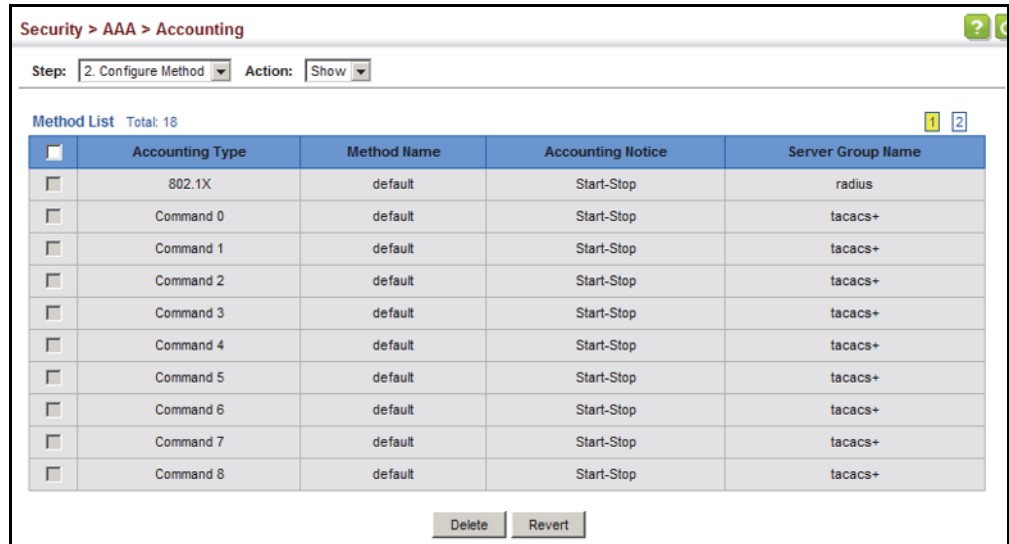 Security > AAA > Accounting
?
Step: 2. Configure Method Action: Show
Method List Total: 18 1 2
Accounting Type Method Name Accounting Notice Server Group Name
802.1X default Start-Stop radius
Command 0 default Start-Stop tacacs+
Command 1 default Start-Stop tacacs+
Command 2 default Start-Stop tacacs+
Command 3 default Start-Stop tacacs+
Command 4 default Start-Stop tacacs+
Command 5 default Start-Stop tacacs+
Command 6 default Start-Stop tacacs+
Command 7 default Start-Stop tacacs+
Command 8 default Start-Stop tacacs+
Delete Revert